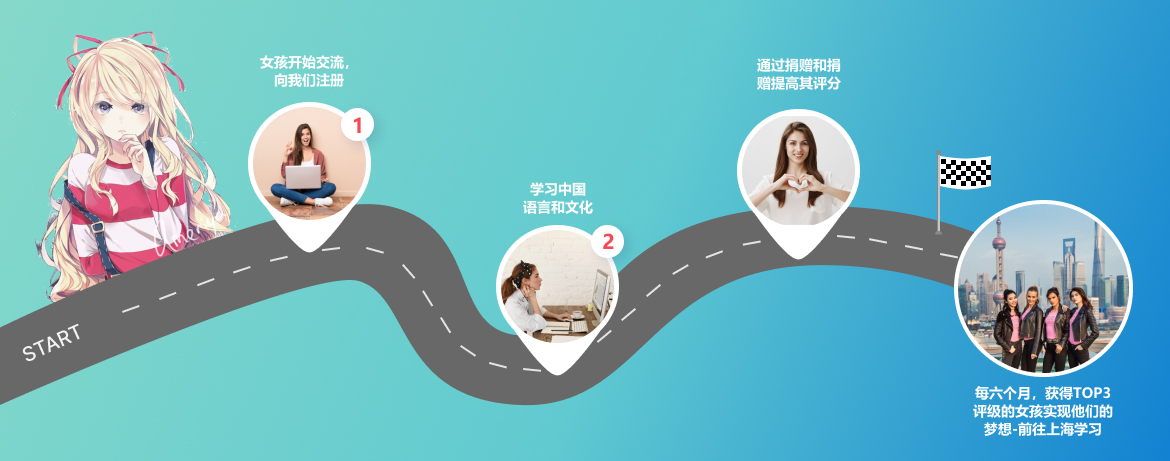 女孩开始交流，
向我们注册
1
学习中国
语言和文化
2
通过捐赠和捐
赠提高其评分
START
每六个月，获得TOP3
评级的女孩实现他们的
梦想-前往上海学习